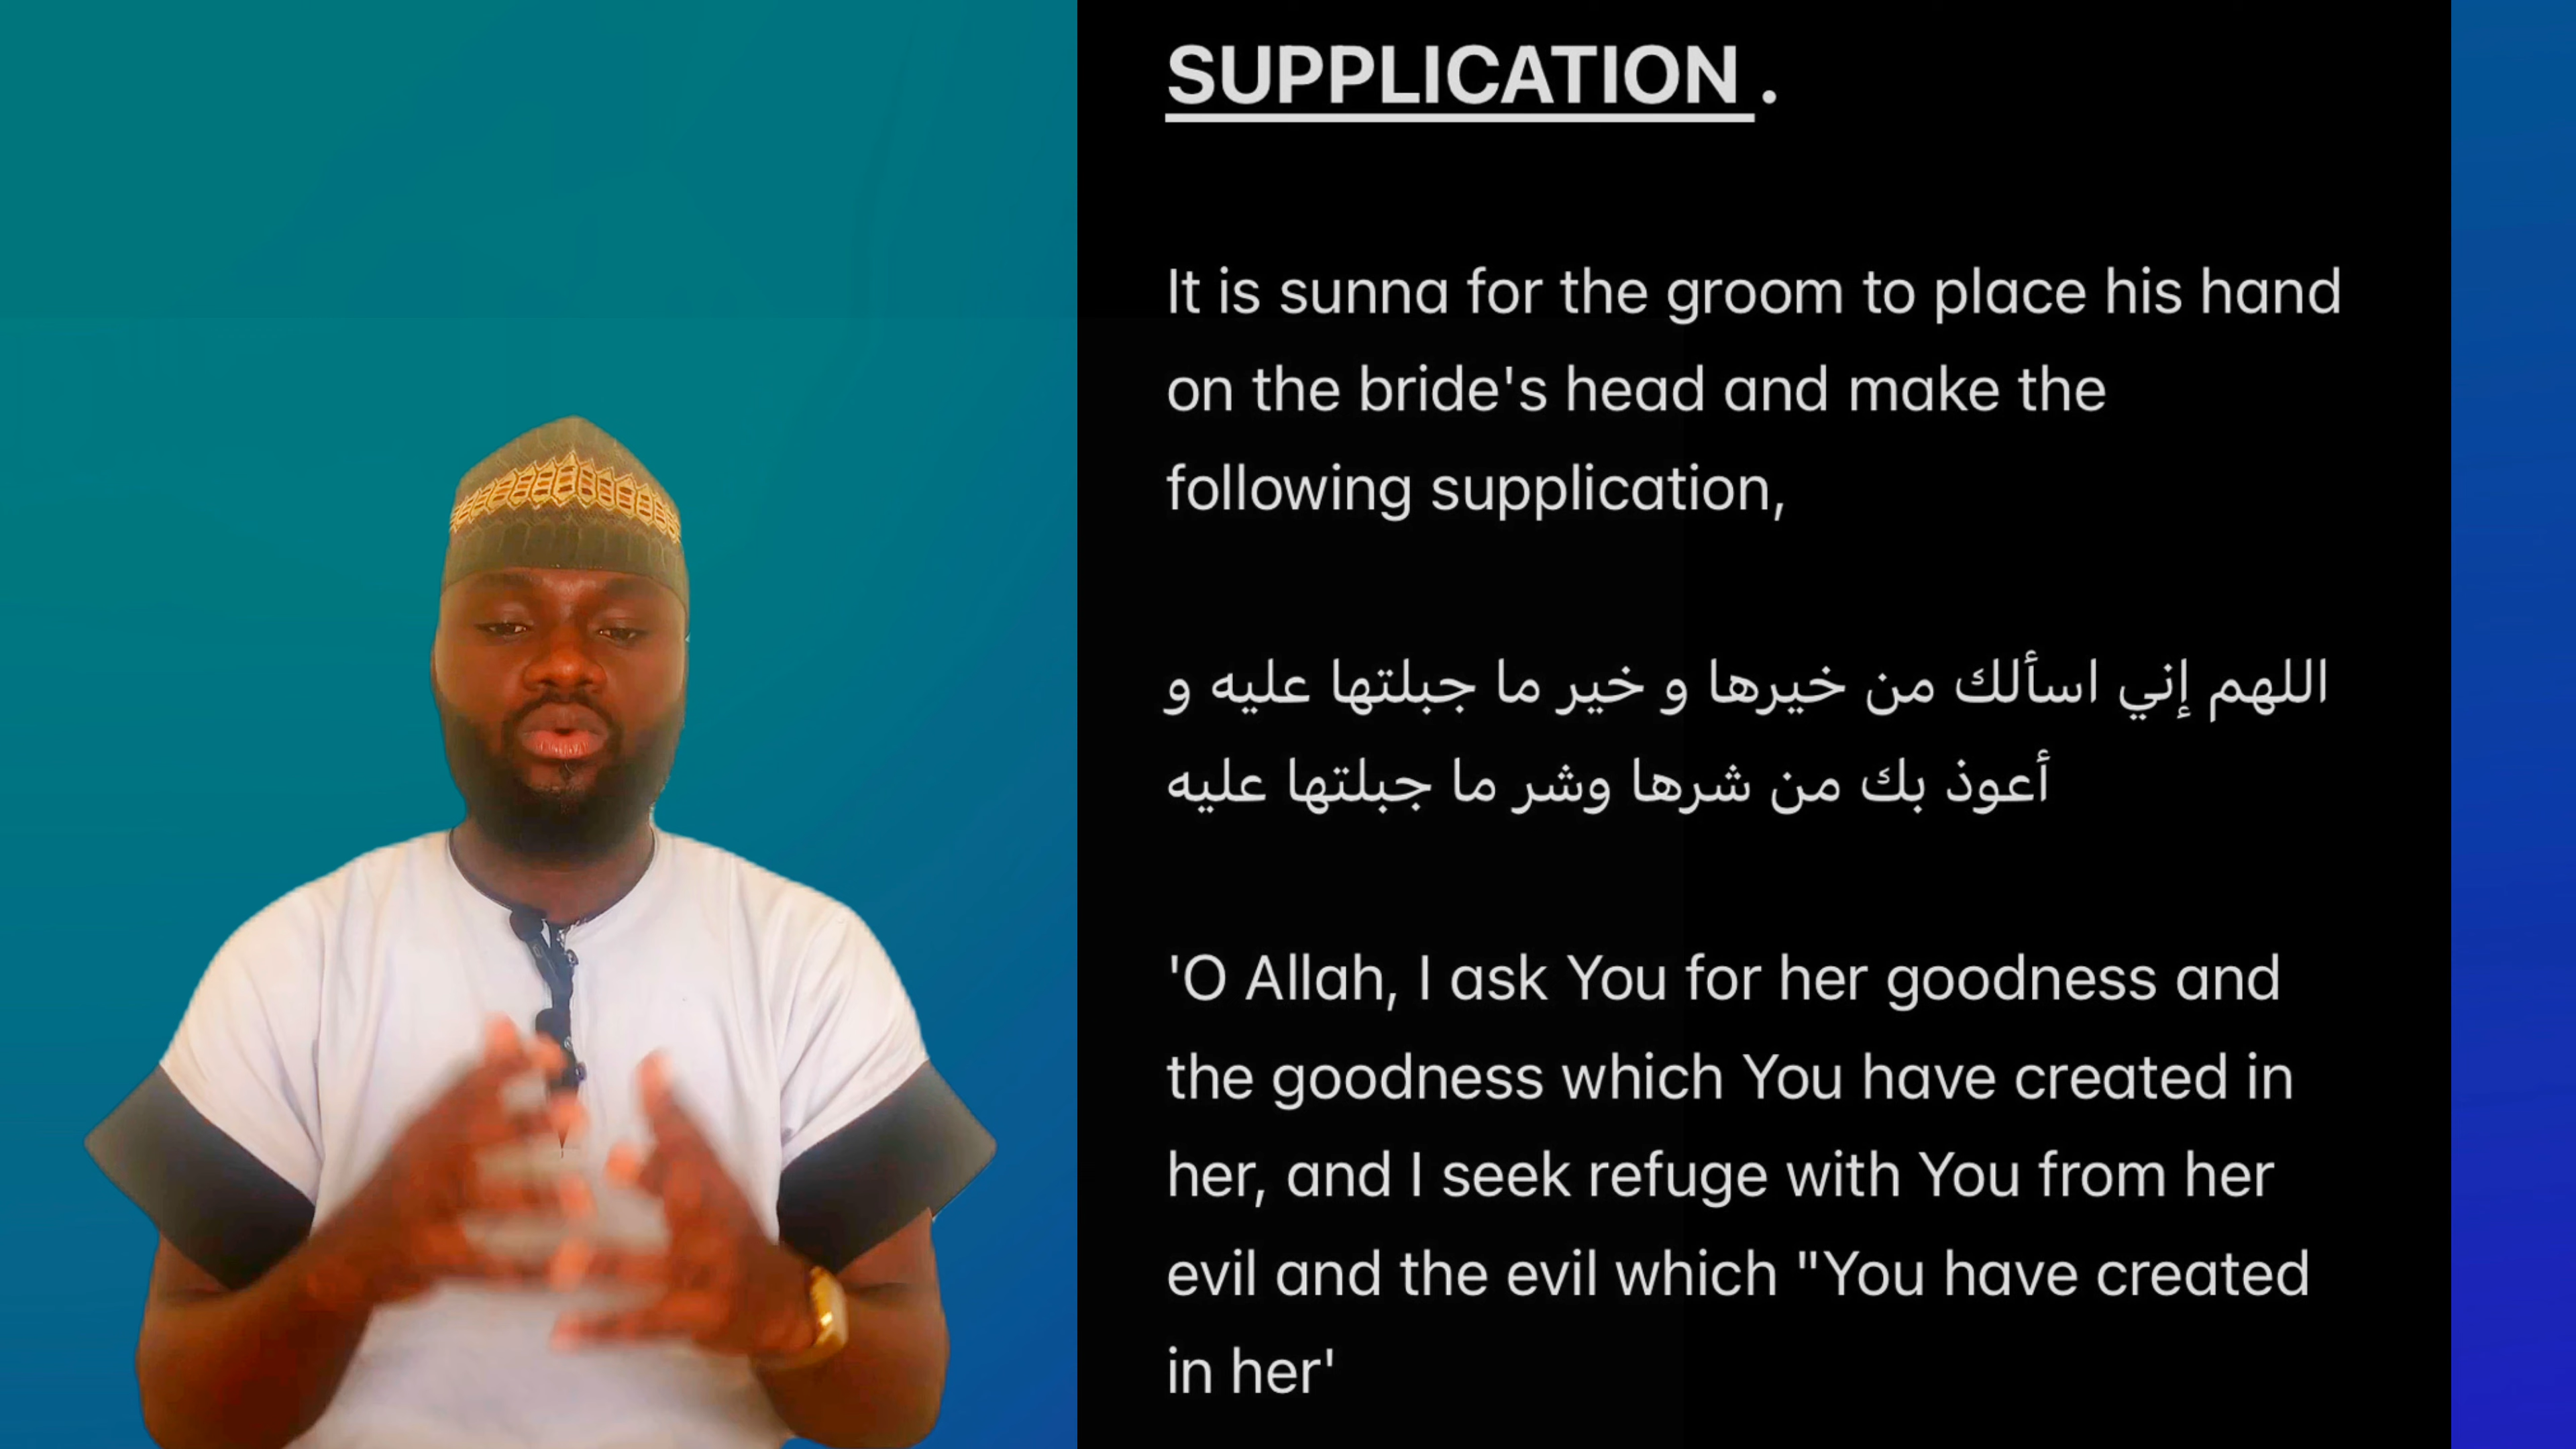 SUPPLICATION .
It is sunna for the groom to place his hand
on the bride's head and make the
following supplication,
اللهم إني اسألك من خيرها و خير ما جبلتها عليه و
أعوذ بك من شرها وشر ما جبلتها عليه
'O Allah, I ask You for her goodness and
the goodness which You have created in
her, and I seek refuge with You from her
evil and the evil which "You have created
in her'